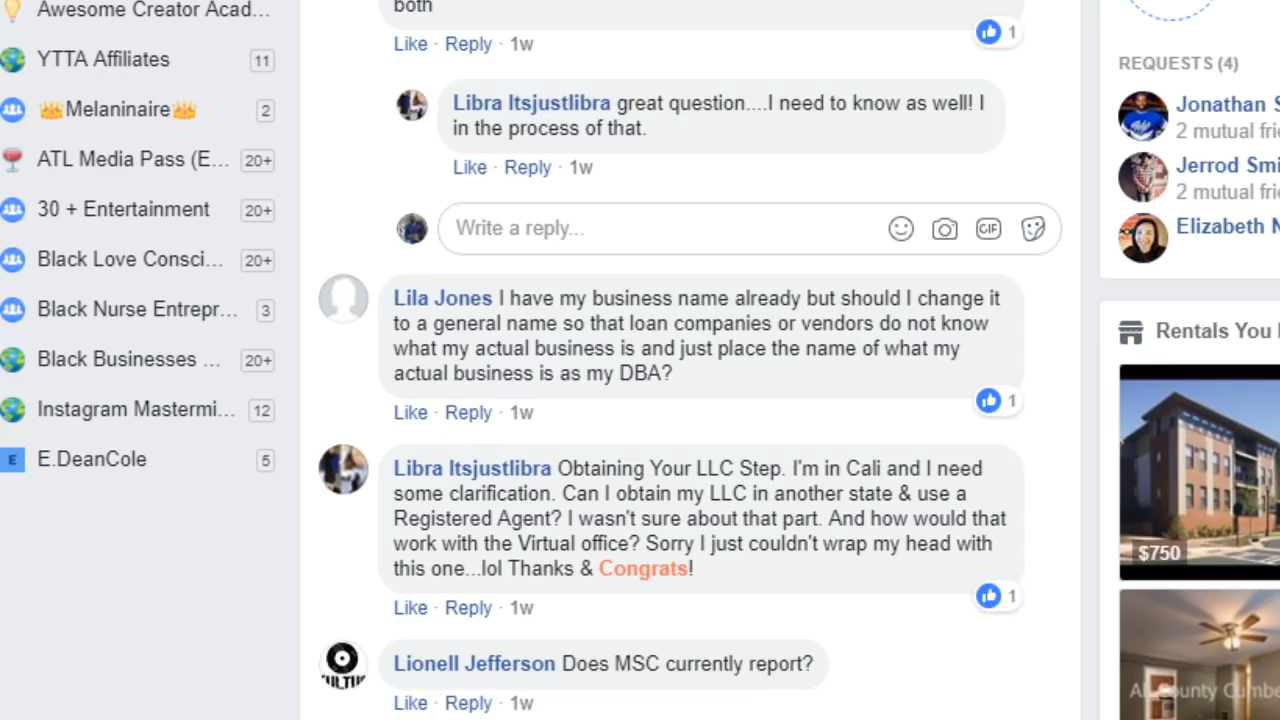 Awesome Creator Acad...
YTTA Affiliates 11
👑Melaninaire👑 2
ATL Media Pass (E... 20+
30 + Entertainment 20+
Black Love Consci... 20+
Black Nurse Entrepr... 3
Black Businesses ... 20+
Instagram Mastermi... 12
E E.DeanCole 5
both
1
Like · Reply · 1w
Libra Itsjustlibra great question....I need to know as well! I
in the process of that.
Like · Reply · 1w
Write a reply...
GIF
Lila Jones I have my business name already but should I change it
to a general name so that loan companies or vendors do not know
what my actual business is and just place the name of what my
actual business is as my DBA?
1
Like · Reply · 1w
Libra Itsjustlibra Obtaining Your LLC Step. I'm in Cali and I need
some clarification. Can I obtain my LLC in another state & use a
Registered Agent? I wasn't sure about that part. And how would that
work with the Virtual office? Sorry I just couldn't wrap my head with
this one...lol Thanks & Congrats!
1
Like · Reply · 1w
Lionell Jefferson Does MSC currently report?
Like · Reply · 1w
REQUESTS (4)
Jonathan S
2 mutual frie
Jerrod Smi
2 mutual frie
Elizabeth N
Rentals You
$750
County Cumbe